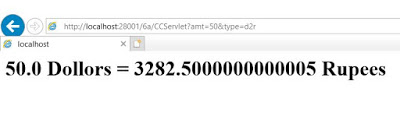 http://localhost:28001/6a/CCServlet?amt=50&type=d2r
localhost
50.0 Dollors = 3282.5000000000005 Rupees